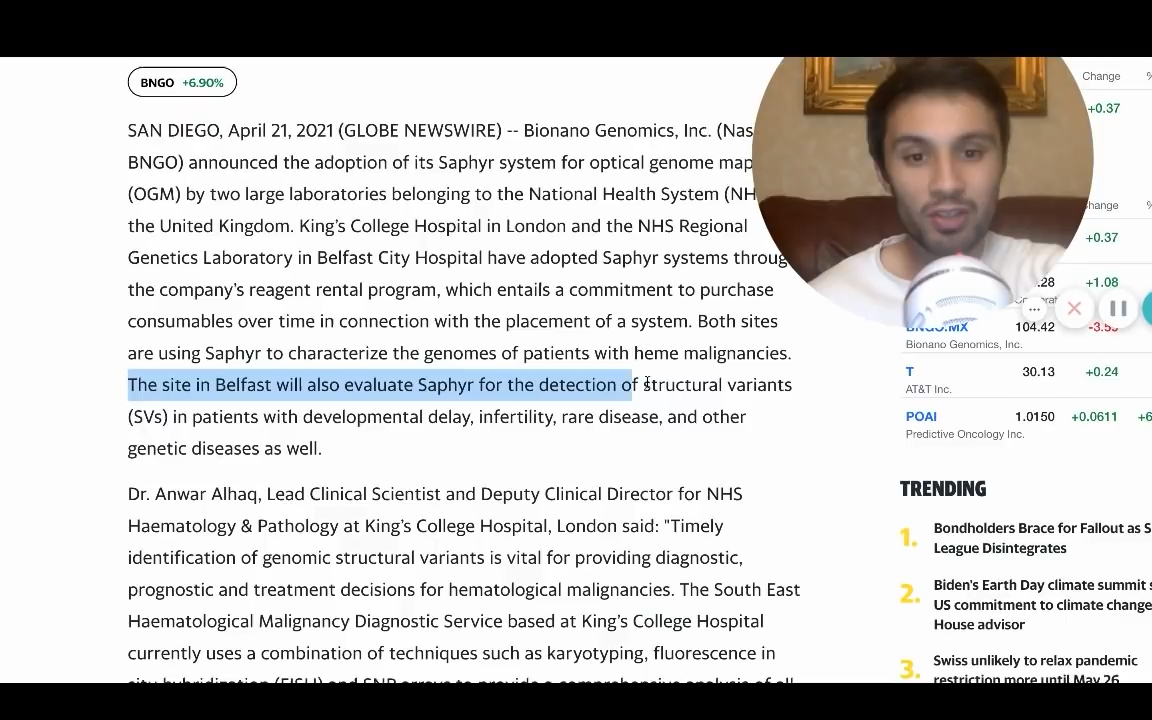 BNGO +6.90%
SAN DIEGO, April 21, 2021 (GLOBE NEWSWIRE) -- Bionano Genomics, Inc. (Nas
BNGO) announced the adoption of its Saphyr system for optical genome map
(OGM) by two large laboratories belonging to the National Health System (NH
the United Kingdom. King's College Hospital in London and the NHS Regional
Genetics Laboratory in Belfast City Hospital have adopted Saphyr systems throug
the company's reagent rental program, which entails a commitment to purchase
consumables over time in connection with the placement of a system. Both sites
are using Saphyr to characterize the genomes of patients with heme malignancies.
The site in Belfast will also evaluate Saphyr for the detection of structural variants
(SVs) in patients with developmental delay, infertility, rare disease, and other
genetic diseases as well.
Dr. Anwar Alhaq, Lead Clinical Scientist and Deputy Clinical Director for NHS
Haematology & Pathology at King's College Hospital, London said: "Timely
identification of genomic structural variants is vital for providing diagnostic,
prognostic and treatment decisions for hematological malignancies. The South East
Haematological Malignancy Diagnostic Service based at King's College Hospital
currently uses a combination of techniques such as karyotyping, fluorescence in
Change %
+0.37
hange %
+0.37
.28 +1.08
BNGO.MX 104.42 -3.55
Bionano Genomics, Inc.
T 30.13 +0.24
AT&T Inc.
POAI 1.0150 +0.0611 +6
Predictive Oncology Inc.
TRENDING
1. Bondholders Brace for Fallout as S
League Disintegrates
2. Biden's Earth Day climate summit s
US commitment to climate change
House advisor
3. Swiss unlikely to relax pandemic
restriction more until May 26